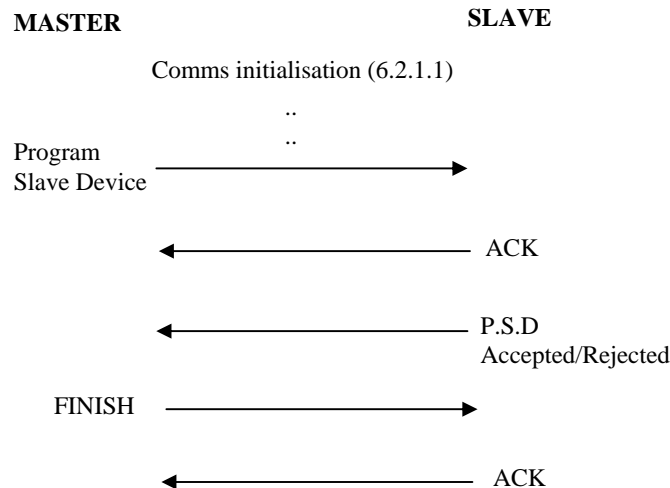 MASTER
SLAVE
Comms initialisation (6.2.1.1)
..
..
Program
Slave Device
ACK
P.S.D
Accepted/Rejected
FINISH
ACK